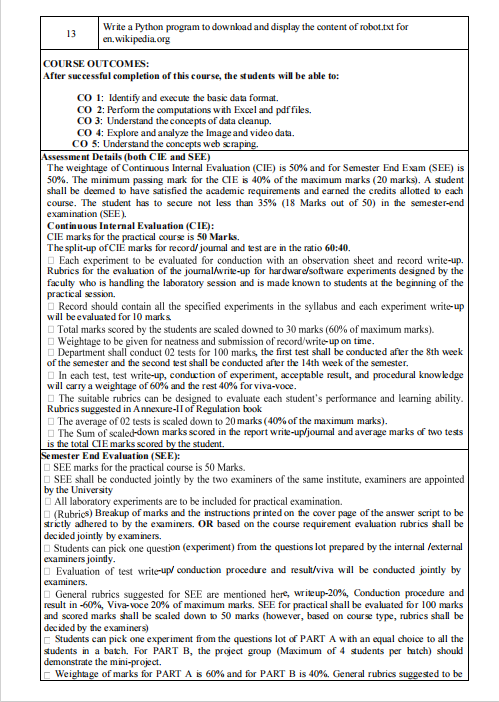 13
Write a Python program to download and display the content of robot.txt for
en.wikipedia.org
COURSE OUTCOMES:
After successful completion of this course, the students will be able to:
CO 1: Identify and execute the basic data format.
CO 2: Perform the computations with Excel and pdf files.
CO 3: Understand the concepts of data cleanup.
CO 4: Explore and analyze the Image and video data.
CO 5: Understand the concepts web scraping.
Assessment Details (both CIE and SEE)
The weightage of Continuous Internal Evaluation (CIE) is 50% and for Semester End Exam (SEE) is
50%. The minimum passing mark for the CIE is 40% of the maximum marks (20 marks). A student
shall be deemed to have satisfied the academic requirements and earned the credits allotted to each
course. The student has to secure not less than 35% (18 Marks out of 50) in the semester-end
examination (SEE).
Continuous Internal Evaluation (CIE):
CIE marks for the practical course is 50 Marks.
The split-up of CIE marks for record/ journal and test are in the ratio 60:40.
□ Each experiment to be evaluated for conduction with an observation sheet and record write-up.
Rubrics for the evaluation of the journal/write-up for hardware/software experiments designed by the
faculty who is handling the laboratory session and is made known to students at the beginning of the
practical session.
□ Record should contain all the specified experiments in the syllabus and each experiment write-up
will be evaluated for 10 marks.
□ Total marks scored by the students are scaled downed to 30 marks (60% of maximum marks).
□ Weightage to be given for neatness and submission of record/write-up on time.
□ Department shall conduct 02 tests for 100 marks, the first test shall be conducted after the 8th week
of the semester and the second test shall be conducted after the 14th week of the semester.
□ In each test, test write-up, conduction of experiment, acceptable result, and procedural knowledge
will carry a weightage of 60% and the rest 40% for viva-voce.
□ The suitable rubrics can be designed to evaluate each student's performance and learning ability.
Rubrics suggested in Annexure-II of Regulation book
□ The average of 02 tests is scaled down to 20 marks (40% of the maximum marks).
□ The Sum of scaled-down marks scored in the report write-up/journal and average marks of two tests
is the total CIE marks scored by the student.
Semester End Evaluation (SEE):
□ SEE marks for the practical course is 50 Marks.
□ SEE shall be conducted jointly by the two examiners of the same institute, examiners are appointed
by the University
□ All laboratory experiments are to be included for practical examination.
□ (Rubrics) Breakup of marks and the instructions printed on the cover page of the answer script to be
strictly adhered to by the examiners. OR based on the course requirement evaluation rubrics shall be
decided jointly by examiners.
□ Students can pick one question (experiment) from the questions lot prepared by the internal /external
examiners jointly.
□ Evaluation of test write-up/ conduction procedure and result/viva will be conducted jointly by
examiners.
□ General rubrics suggested for SEE are mentioned here, writeup-20%, Conduction procedure and
result in -60%, Viva-voce 20% of maximum marks. SEE for practical shall be evaluated for 100 marks
and scored marks shall be scaled down to 50 marks (however, based on course type, rubrics shall be
decided by the examiners)
□ Students can pick one experiment from the questions lot of PART A with an equal choice to all the
students in a batch. For PART B, the project group (Maximum of 4 students per batch) should
demonstrate the mini-project.
□ Weightage of marks for PART A is 60% and for PART B is 40%. General rubrics suggested to be